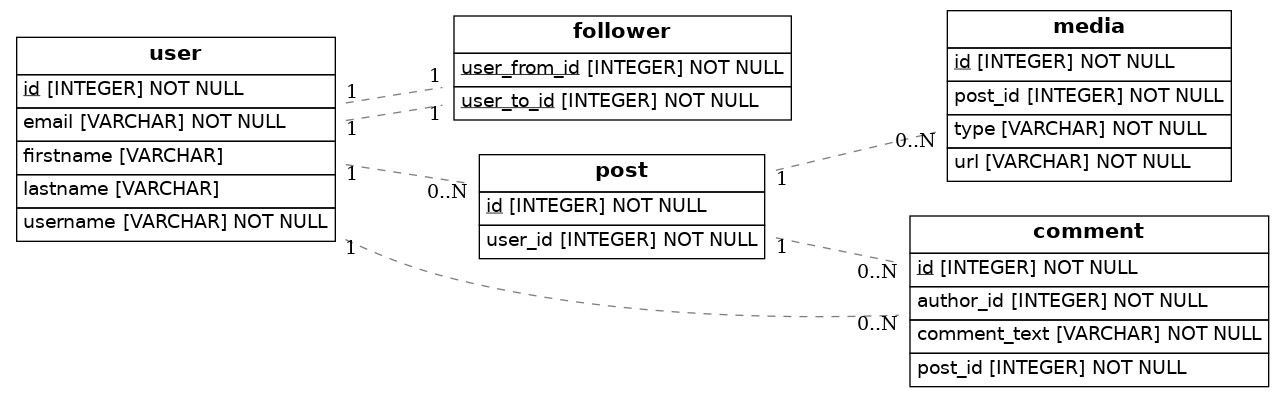 user
id [INTEGER] NOT NULL
email [VARCHAR] NOT NULL
firstname [VARCHAR]
lastname [VARCHAR]
username [VARCHAR] NOT NULL
1
1
1
1
1
0..N
1
0..N
follower
user_from_id [INTEGER] NOT NULL
user_to_id [INTEGER] NOT NULL
post
id [INTEGER] NOT NULL
user_id [INTEGER] NOT NULL
1
0..N
1
0..N
media
id [INTEGER] NOT NULL
post_id [INTEGER] NOT NULL
type [VARCHAR] NOT NULL
url [VARCHAR] NOT NULL
comment
id [INTEGER] NOT NULL
author_id [INTEGER] NOT NULL
comment_text [VARCHAR] NOT NULL
post_id [INTEGER] NOT NULL